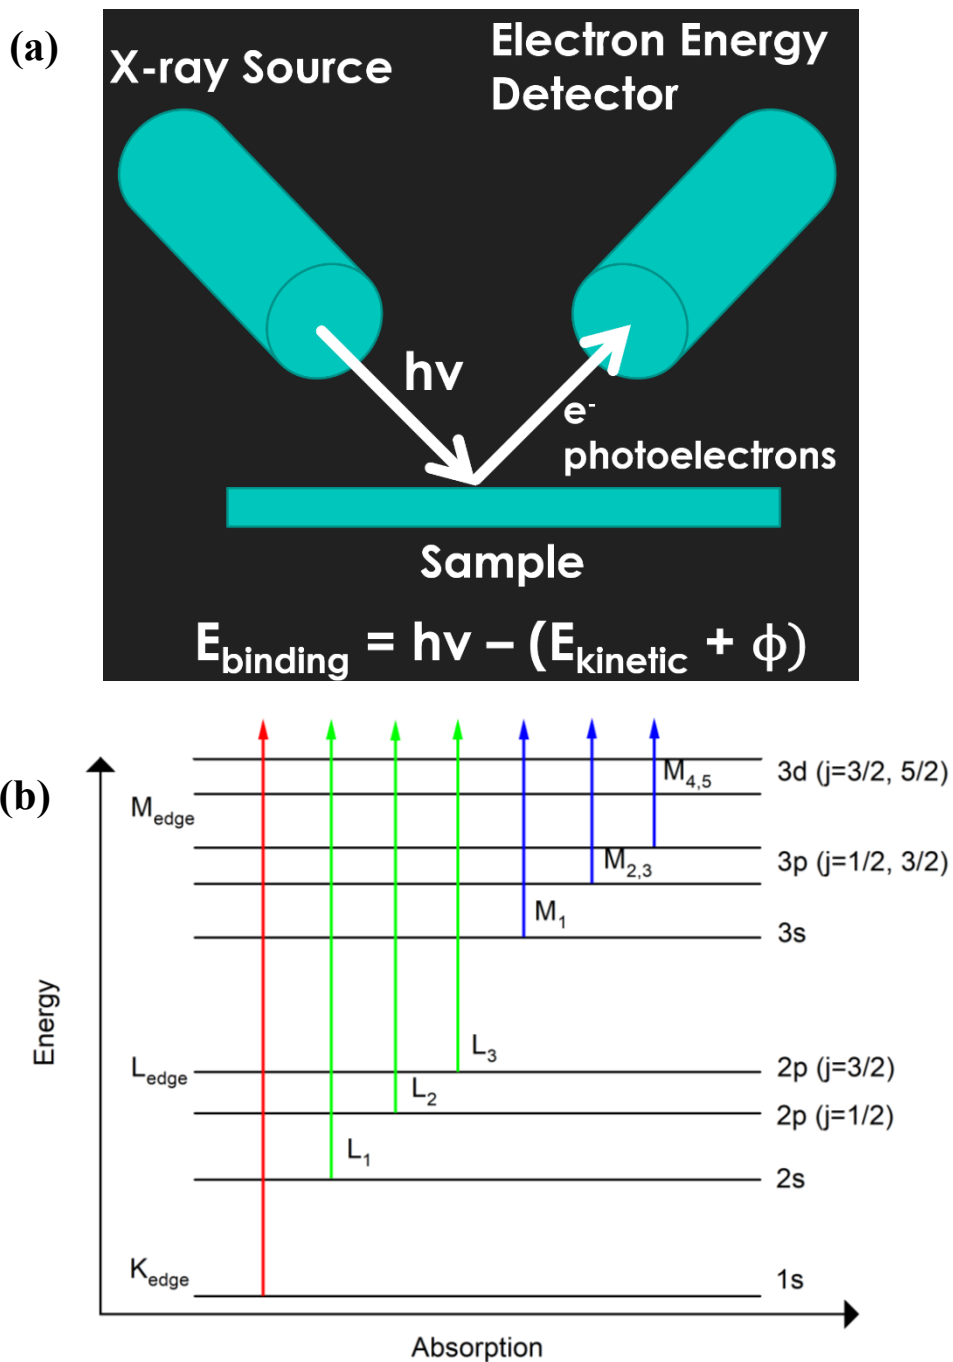 (a)
X-ray Source
Electron Energy
Detector
hν
e-
photoelectrons
Sample
Ebinding = hν – (Ekinetic + ϕ)
(b)
Medge
M4,5
3d (j=3/2, 5/2)
M2,3
3p (j=1/2, 3/2)
M1
3s
Energy
Ledge
L3
2p (j=3/2)
L2
2p (j=1/2)
L1
2s
Kedge
1s
Absorption